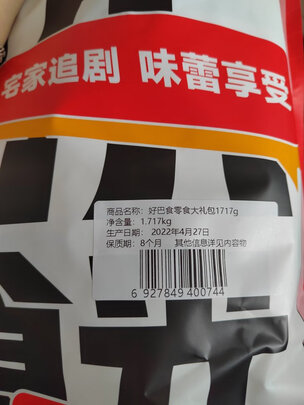 宅家追剧 味蕾享受
商品名称：好巴食零食大礼包1717g
净含量：1.717kg
生产日期：2022年4月27日
保质期：8个月 其他信息详见内容物
6 927849 400744